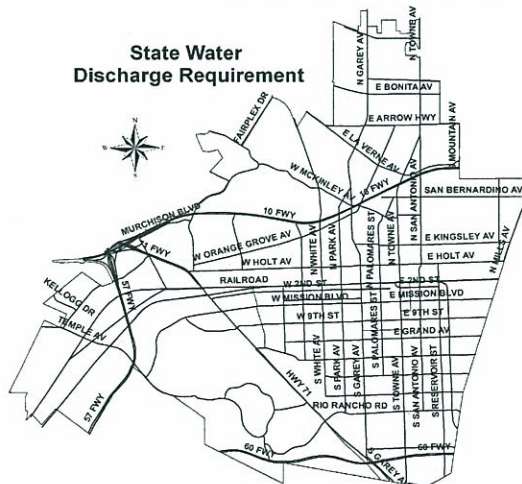 State Water
Discharge Requirement
N TOWNE AV
N GAREY AV
E BONITA AV
E ARROW HWY
FAIRPLEX DR
E LA VERNE AV
MOUNTAIN AV
N
W E
S
W MCKINLEY AV
10 FWY
SAN BERNARDINO AV
MURCHISON BLVD
10 FWY
71 FWY
W ORANGE GROVE AV
N WHITE AV
N PARK AV
N PALOMARES ST
N TOWNE AV
N SAN ANTONIO AV
E KINGSLEY AV
W HOLT AV
E HOLT AV
N MILLS AV
RAILROAD
W 2ND ST
E 2ND ST
KELLOGG DR
57 FWY
W MISSION BLVD
E MISSION BLVD
W 9TH ST
E 9TH ST
TEMPLE AV
E GRAND AV
S WHITE AV
S PARK AV
S GAREY AV
S PALOMARES ST
S TOWNE AV
S SAN ANTONIO AV
S RESERVOIR ST
HWY 71
RIO RANCHO RD
57 FWY
60 FWY
S GAREY AV
60 FWY